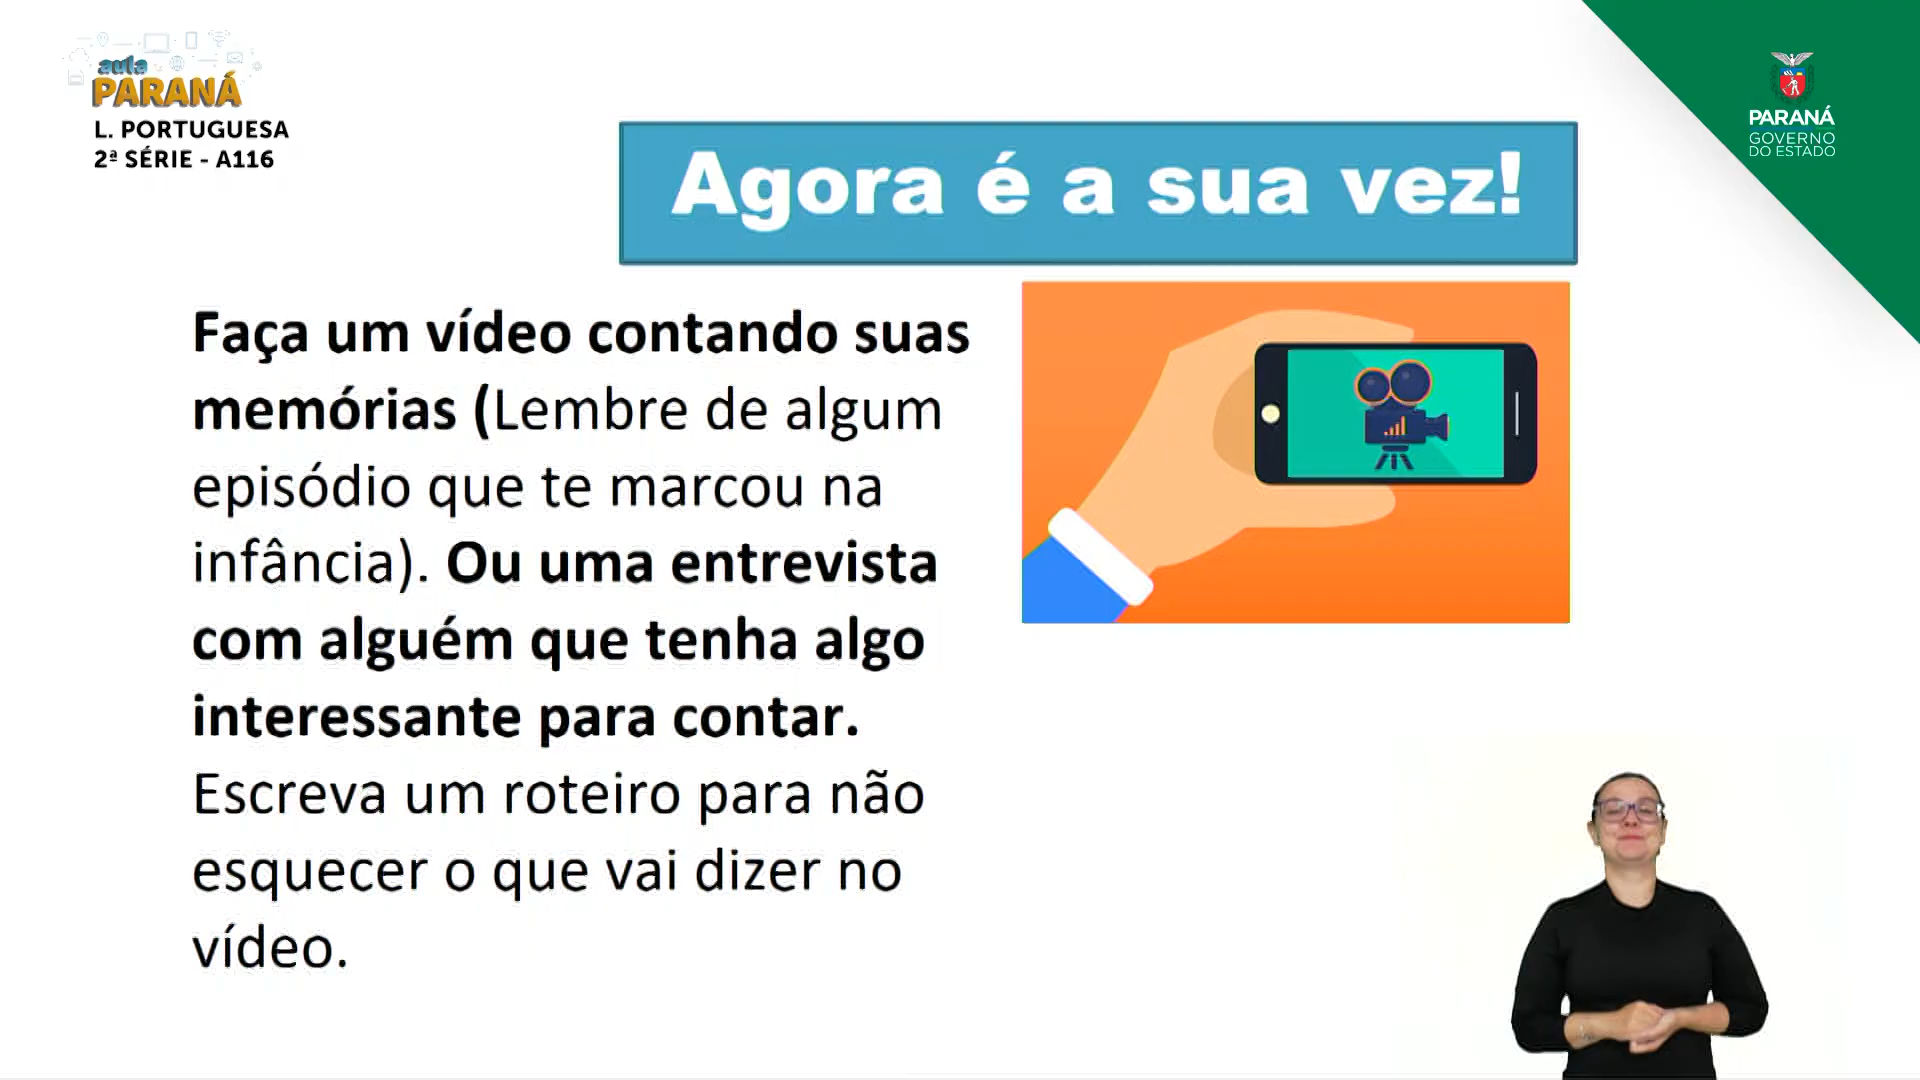 aula
PARANÁ
L. PORTUGUESA
2ª SÉRIE - A116
PARANÁ
GOVERNO
DO ESTADO
Agora é a sua vez!
Faça um vídeo contando suas
memórias (Lembre de algum
episódio que te marcou na
infância). Ou uma entrevista
com alguém que tenha algo
interessante para contar.
Escreva um roteiro para não
esquecer o que vai dizer no
vídeo.